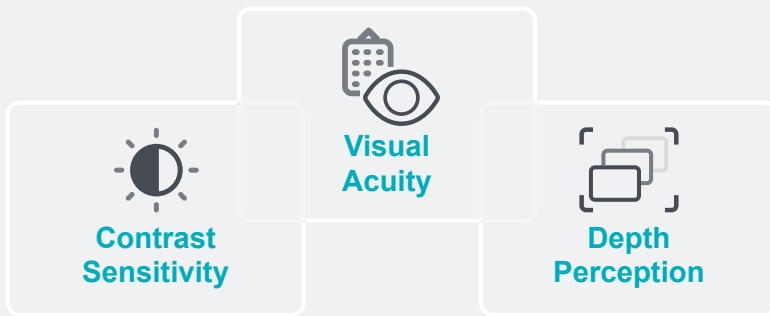 Visual
Acuity
Contrast
Sensitivity
Depth
Perception